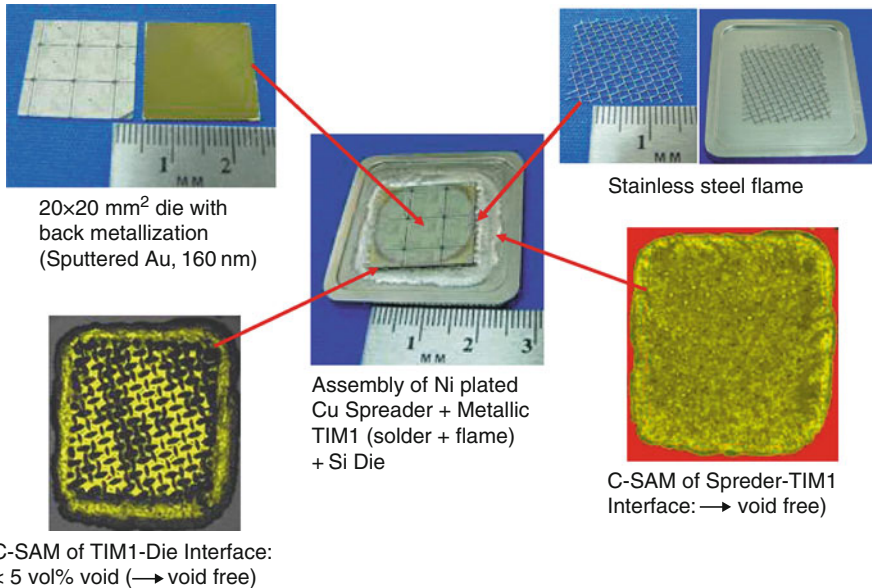 1 2
MM
20×20 mm² die with
back metallization
(Sputtered Au, 160 nm)
1
MM
Stainless steel flame
1 2 3
MM
Assembly of Ni plated
Cu Spreader + Metallic
TIM1 (solder + flame)
+ Si Die
C-SAM of Spreder-TIM1
Interface: → void free)
C-SAM of TIM1-Die Interface:
< 5 vol% void (→ void free)